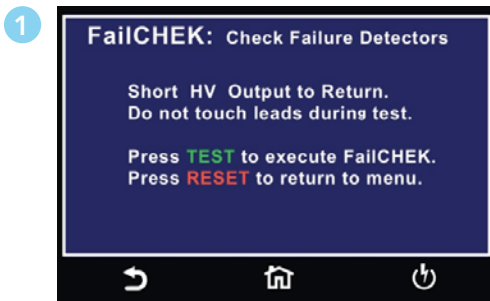 1
FailCHEK: Check Failure Detectors
Short HV Output to Return.
Do not touch leads during test.
Press TEST to execute FailCHEK.
Press RESET to return to menu.